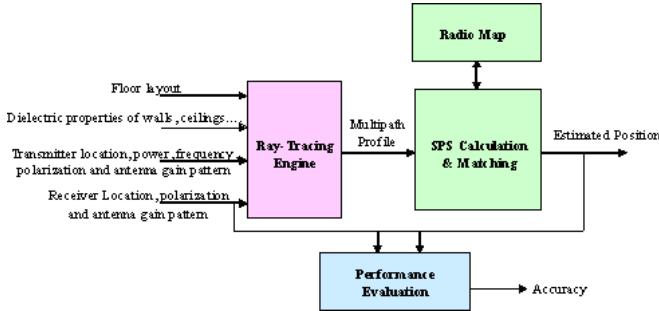 Radio Map
Floor layout
Dielectric properties of walls, ceilings...,
Transmitter location, power, frequency
polarization and antenna gain pattern
Receiver Location, polarization
and antenna gain pattern
Ray-Tracing
Engine
Multipath
Profile
SPS Calculation
& Matching
Estimated Position
Performance
Evaluation
Accuracy